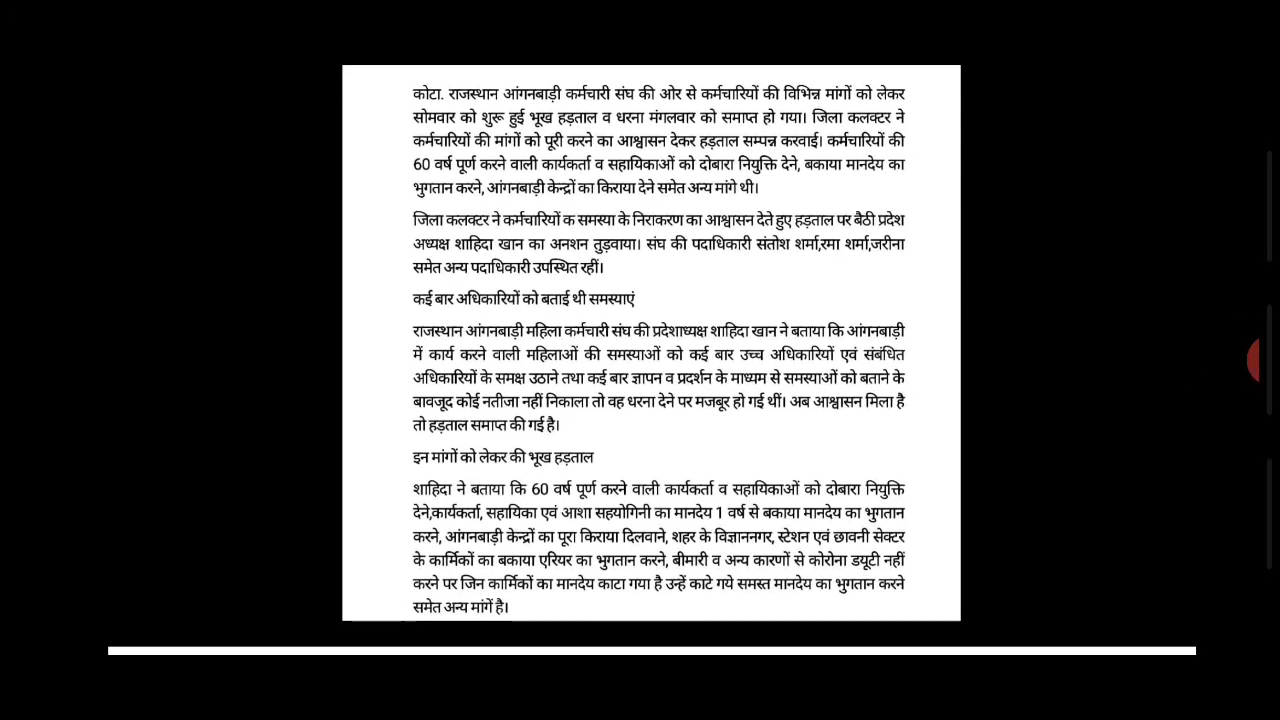 कोटा. राजस्थान आंगनबाड़ी कर्मचारी संघ की ओर से कर्मचारियों की विभिन्न मांगों को लेकर
सोमवार को शुरू हुई भूख हड़ताल व धरना मंगलवार को समाप्त हो गया। जिला कलक्टर ने
कर्मचारियों की मांगों को पूरी करने का आश्वासन देकर हड़ताल सम्पन्न करवाई। कर्मचारियों की
60 वर्ष पूर्ण करने वाली कार्यकर्ता व सहायिकाओं को दोबारा नियुक्ति देने, बकाया मानदेय का
भुगतान करने, आंगनबाड़ी केन्द्रों का किराया देने समेत अन्य मांगे थी।
जिला कलक्टर ने कर्मचारियों क समस्या के निराकरण का आश्वासन देते हुए हड़ताल पर बैठी प्रदेश
अध्यक्ष शाहिदा खान का अनशन तुड़वाया। संघ की पदाधिकारी संतोश शर्मा,रमा शर्मा,जरीना
समेत अन्य पदाधिकारी उपस्थित रहीं।
कई बार अधिकारियों को बताई थी समस्याएं
राजस्थान आंगनबाड़ी महिला कर्मचारी संघ की प्रदेशाध्यक्ष शाहिदा खान ने बताया कि आंगनबाड़ी
में कार्य करने वाली महिलाओं की समस्याओं को कई बार उच्च अधिकारियों एवं संबंधित
अधिकारियों के समक्ष उठाने तथा कई बार ज्ञापन व प्रदर्शन के माध्यम से समस्याओं को बताने के
बावजूद कोई नतीजा नहीं निकाला तो वह धरना देने पर मजबूर हो गई थीं। अब आश्वासन मिला है
तो हड़ताल समाप्त की गई है।
इन मांगों को लेकर की भूख हड़ताल
शाहिदा ने बताया कि 60 वर्ष पूर्ण करने वाली कार्यकर्ता व सहायिकाओं को दोबारा नियुक्ति
देने,कार्यकर्ता, सहायिका एवं आशा सहयोगिनी का मानदेय 1 वर्ष से बकाया मानदेय का भुगतान
करने, आंगनबाड़ी केन्द्रों का पूरा किराया दिलवाने, शहर के विज्ञाननगर, स्टेशन एवं छावनी सेक्टर
के कार्मिकों का बकाया एरियर का भुगतान करने, बीमारी व अन्य कारणों से कोरोना डयूटी नहीं
करने पर जिन कार्मिकों का मानदेय काटा गया है उन्हें काटे गये समस्त मानदेय का भुगतान करने
समेत अन्य मांगें है।